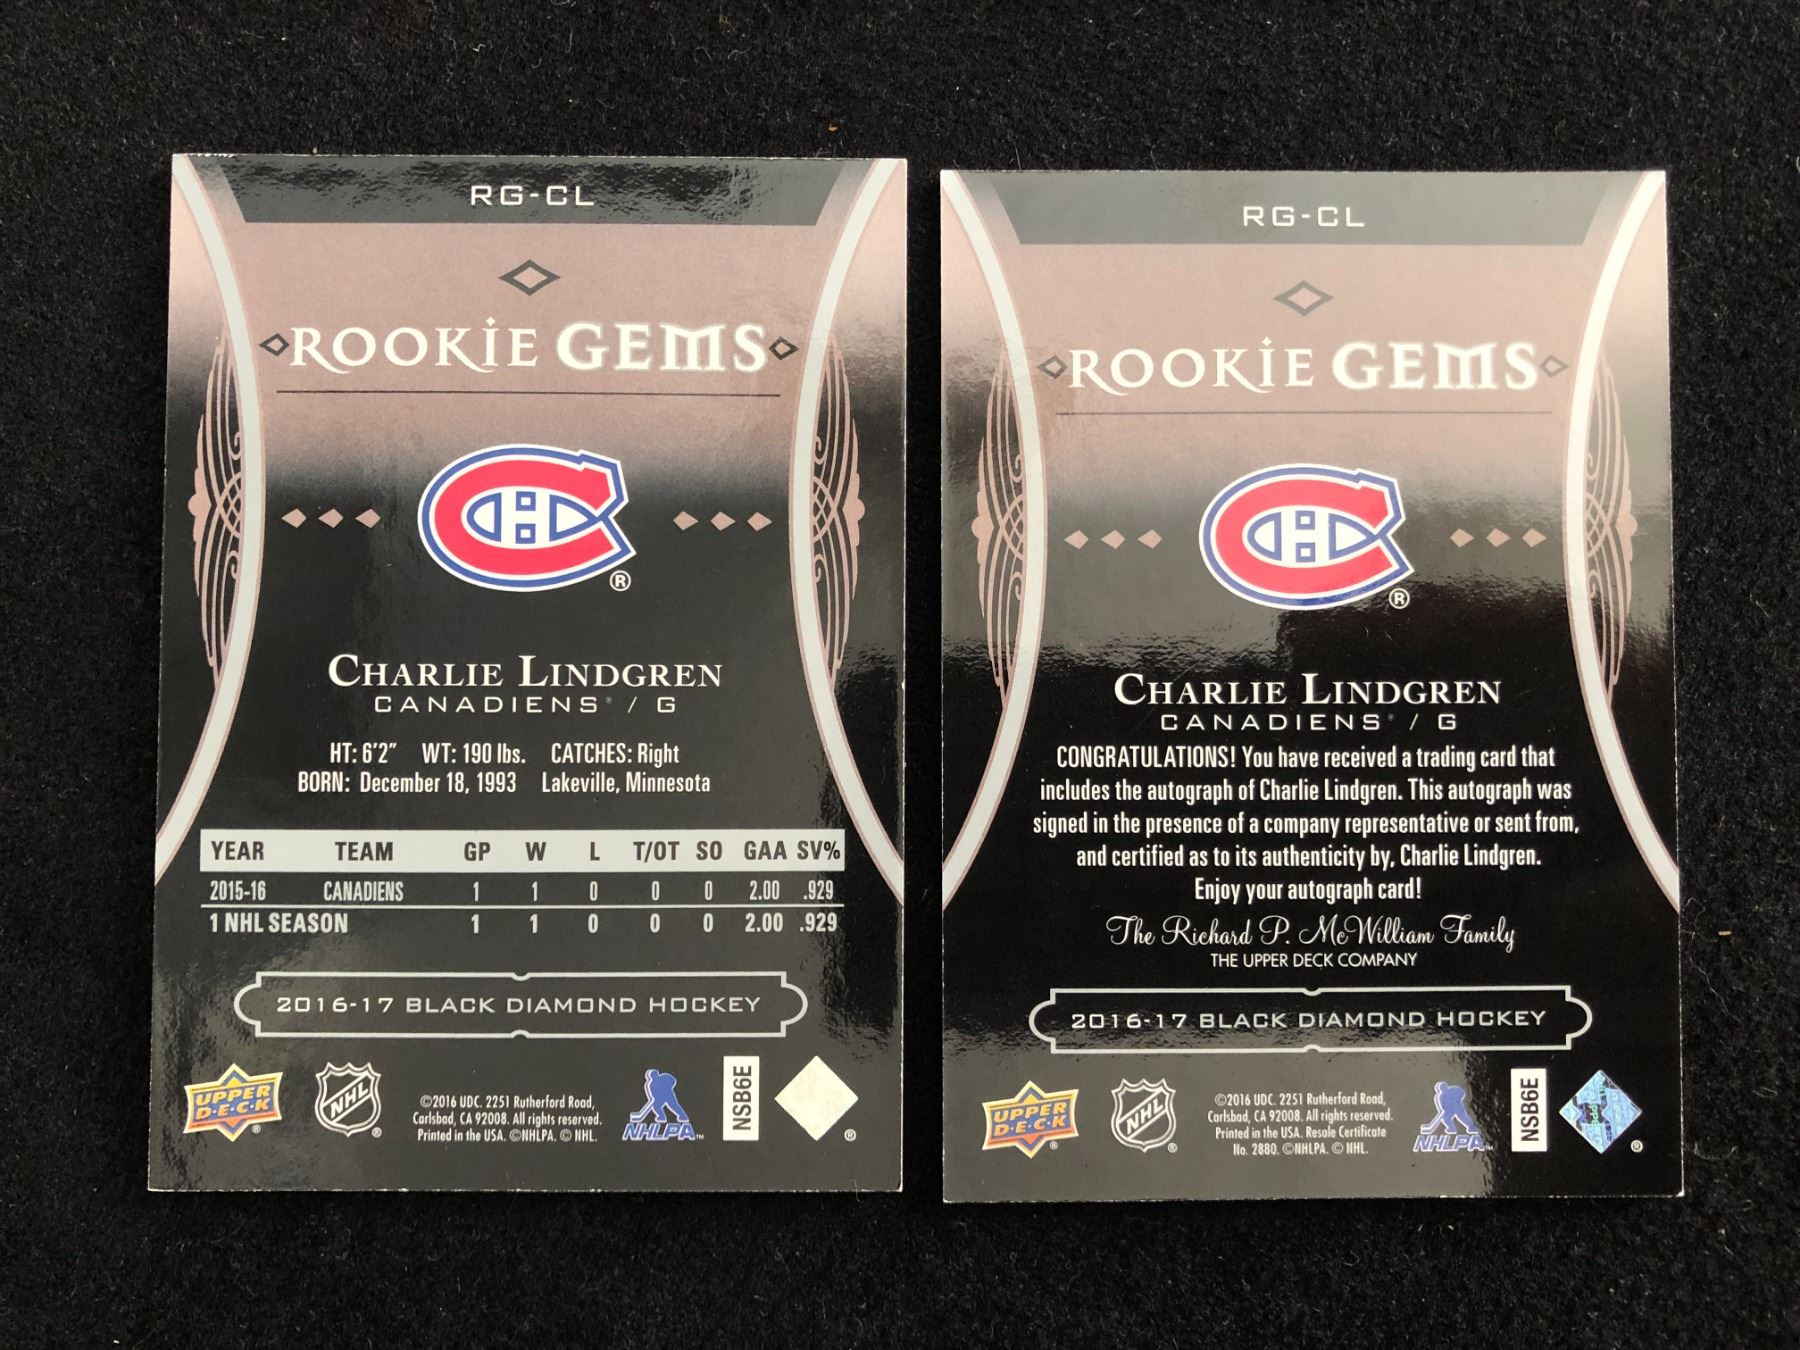 RG-CL
ROOKIE GEMS
®
CHARLIE LINDGREN
CANADIENS® / G
HT: 6'2" WT: 190 lbs. CATCHES: Right
BORN: December 18, 1993 Lakeville, Minnesota
YEAR TEAM GP W L T/OT SO GAA SV%
2015-16 CANADIENS 1 1 0 0 0 2.00 .929
1 NHL SEASON 1 1 0 0 0 2.00 .929
2016-17 BLACK DIAMOND HOCKEY
UPPER
D·E·C·K
®
NHL
®
©2016 UDC. 2251 Rutherford Road,
Carlsbad, CA 92008. All rights reserved.
Printed in the USA. ©NHLPA. © NHL.
NHLPA™
NSB6E
®
RG-CL
ROOKIE GEMS
®
CHARLIE LINDGREN
CANADIENS® / G
CONGRATULATIONS! You have received a trading card that
includes the autograph of Charlie Lindgren. This autograph was
signed in the presence of a company representative or sent from,
and certified as to its authenticity by, Charlie Lindgren.
Enjoy your autograph card!
The Richard P. McWilliam Family
THE UPPER DECK COMPANY
2016-17 BLACK DIAMOND HOCKEY
UPPER
D·E·C·K
®
NHL
®
©2016 UDC. 2251 Rutherford Road,
Carlsbad, CA 92008. All rights reserved.
Printed in the USA. Resale Certificate
No. 2880. ©NHLPA. © NHL.
NHLPA™
NSB6E
®